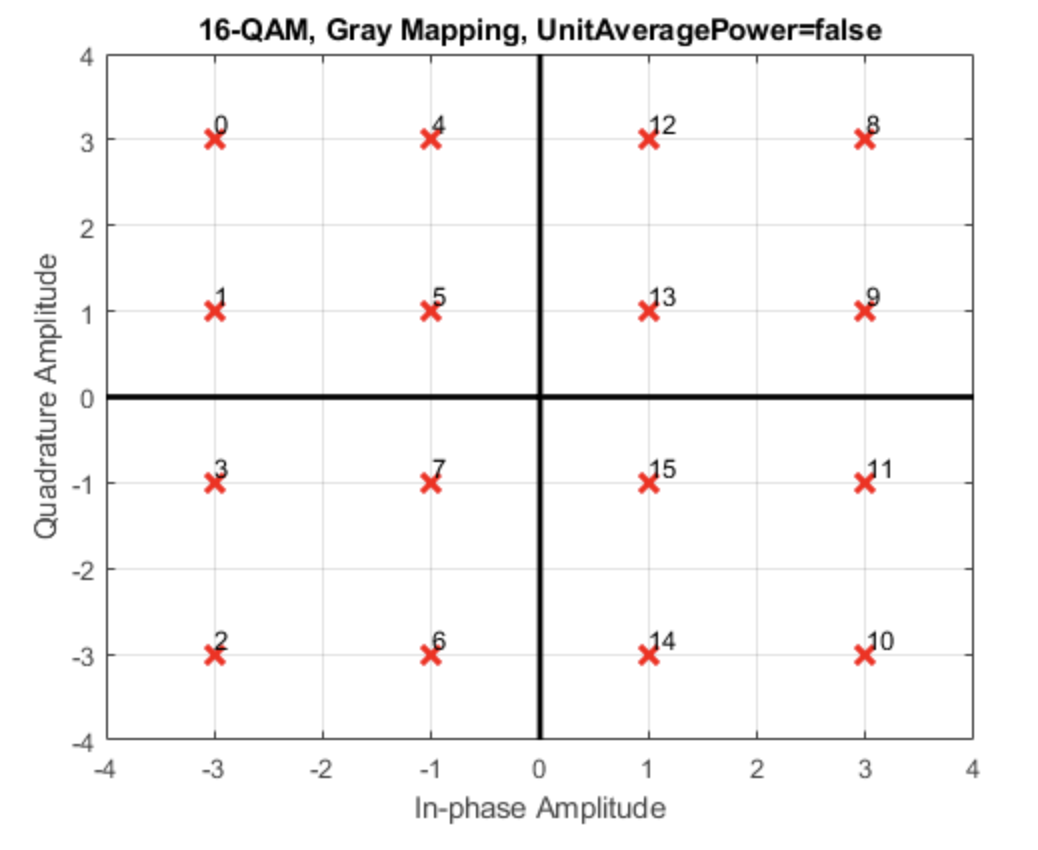 16-QAM, Gray Mapping, UnitAveragePower=false
4
0 4 12 8
3
2
1 5 13 9
1
0
3 7 15 11
-1
-2
2 6 14 10
-3
-4
-4 -3 -2 -1 0 1 2 3 4
Quadrature Amplitude
In-phase Amplitude